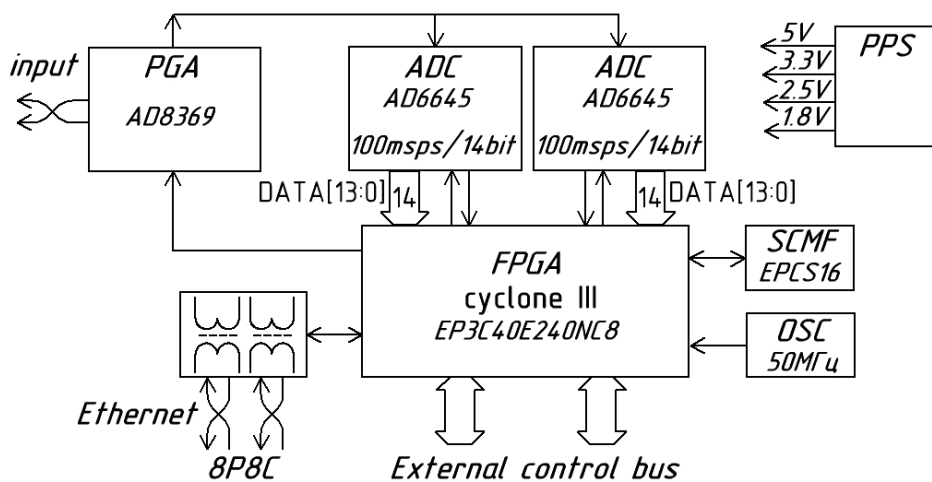 input
PGA
AD8369
ADC
AD6645
100msps/14bit
ADC
AD6645
100msps/14bit
5V
3.3V
2.5V
1.8V
PPS
DATA[13:0]
14
14
DATA[13:0]
FPGA
cyclone III
EP3C40E240NC8
SCMF
EPCS16
OSC
50МГц
Ethernet
8P8C
External control bus